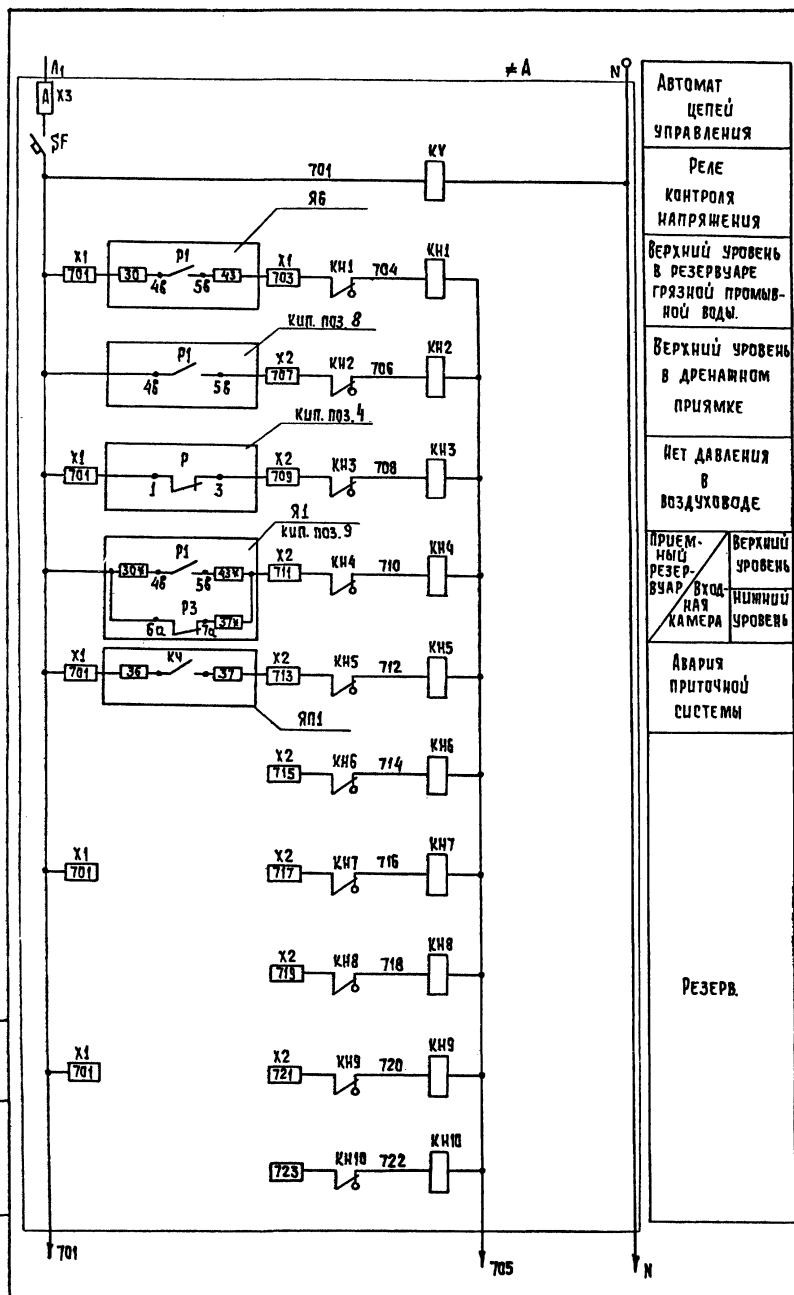 Л1
≠А
N
А
Х3
SF
701
KV
Я6
Х1
701
30
Р1
4б
5б
43
Х1
703
КН1
704
КН1
КИП. ПОЗ. 8
Р1
4б
5б
Х2
707
КН2
706
КН2
КИП. ПОЗ. 4
Х1
701
Р
1
3
Х2
709
КН3
708
КН3
Я1
КИП. ПОЗ. 9
Р1
4б
5б
Р3
6а
7а
Х2
711
КН4
710
КН4
Х1
701
36
КЧ
37
Х2
713
КН5
712
КН5
ЯП1
Х2
715
КН6
714
КН6
Х1
701
Х2
717
КН7
716
КН7
Х2
719
КН8
718
КН8
Х1
701
Х2
721
КН9
720
КН9
723
КН10
722
КН10
701
705
N
АВТОМАТ
ЦЕПЕЙ
УПРАВЛЕНИЯ
РЕЛЕ
КОНТРОЛЯ
НАПРЯЖЕНИЯ
ВЕРХНИЙ УРОВЕНЬ
В РЕЗЕРВУАРЕ
ГРЯЗНОЙ ПРОМЫВ-
НОЙ ВОДЫ.
ВЕРХНИЙ УРОВЕНЬ
В ДРЕНАЖНОМ
ПРИЯМКЕ
НЕТ ДАВЛЕНИЯ
В
ВОЗДУХОВОДЕ
ПРИЕМ-
НЫЙ
РЕЗЕР-
ВУАР
ВХОД-
НАЯ
КАМЕРА
ВЕРХНИЙ
УРОВЕНЬ
НИЖНИЙ
УРОВЕНЬ
АВАРИЯ
ПРИТОЧНОЙ
СИСТЕМЫ
РЕЗЕРВ.